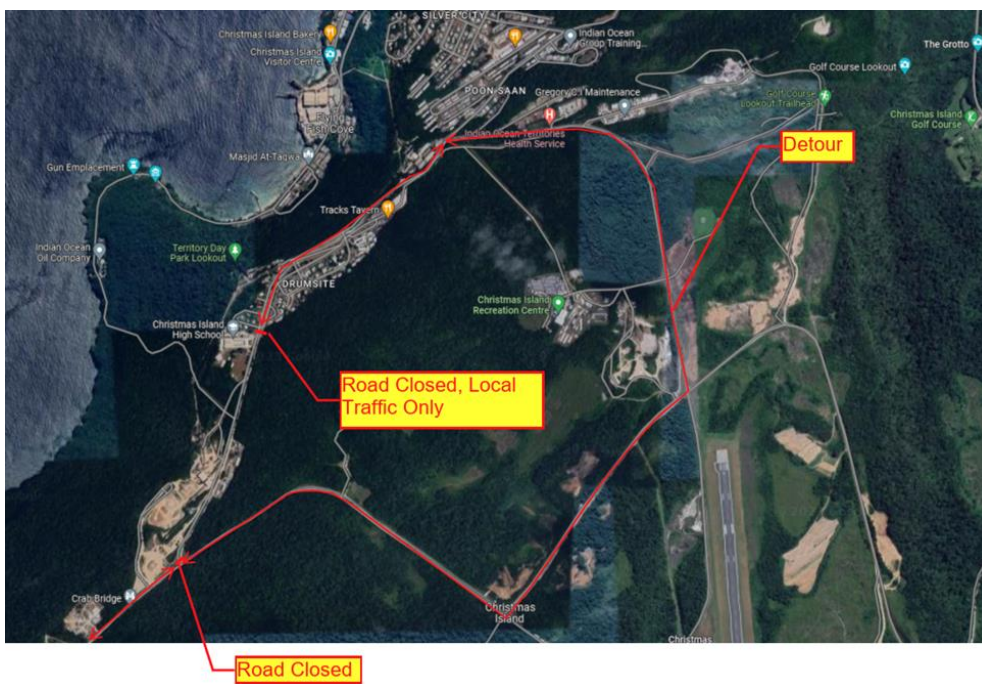 SILVER CITY
Christmas Island Bakery
Christmas Island
Visitor Centre
Indian Ocean
Group Training...
The Grotto
Golf Course Lookout
POON SAAN
Gregory C's Maintenance
Golf Course
Lookout Trailhead
Christmas Island
Golf Course
Flying
Fish Cove
Indian Ocean Territories
Health Service
Detour
Masjid At-Taqwa
Gun Emplacement
Tracks Tavern
Indian Ocean
Oil Company
Territory Day
Park Lookout
DRUMSITE
Christmas Island
Recreation Centre
Christmas Island
High School
Road Closed, Local
Traffic Only
Crab Bridge
Christmas
Island
Christmas
Road Closed